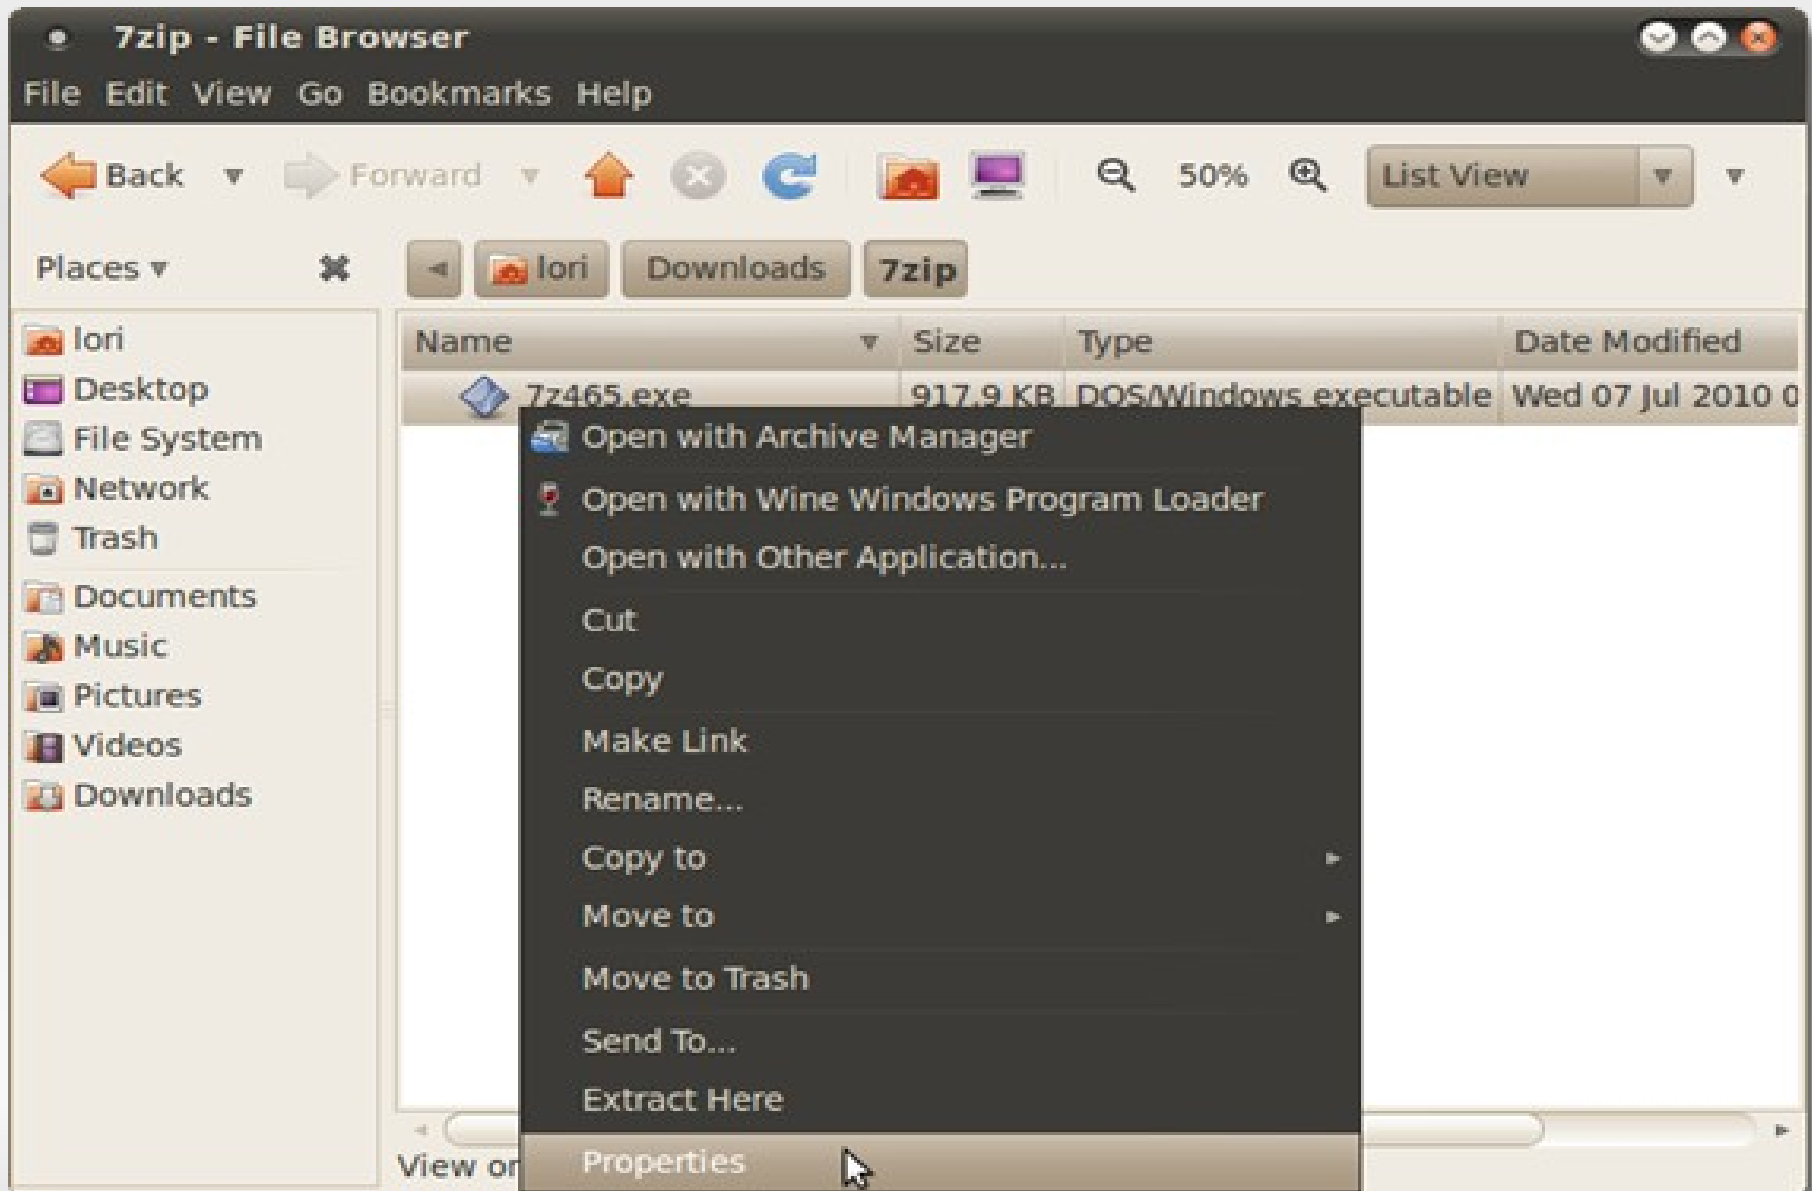 7zip - File Browser
File Edit View Go Bookmarks Help
Back Forward 50% List View
Places lori Downloads 7zip
lori
Desktop
File System
Network
Trash
Documents
Music
Pictures
Videos
Downloads
Name Size Type Date Modified
7z465.exe 917.9 KB DOS/Windows executable Wed 07 Jul 2010 0
Open with Archive Manager
Open with Wine Windows Program Loader
Open with Other Application...
Cut
Copy
Make Link
Rename...
Copy to
Move to
Move to Trash
Send To...
Extract Here
Properties
View or